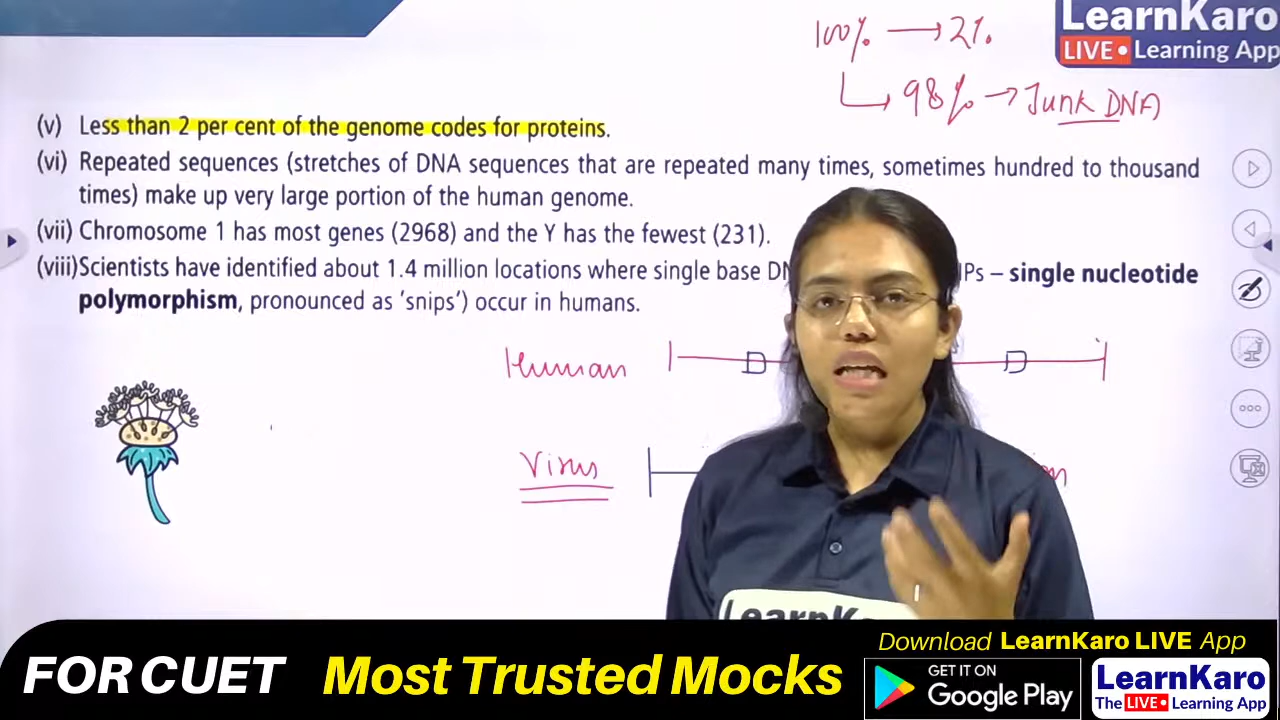 100% → 2%
LearnKaro
LIVE • Learning App
↳ 98% → Junk DNA
(v) Less than 2 per cent of the genome codes for proteins.
(vi) Repeated sequences (stretches of DNA sequences that are repeated many times, sometimes hundred to thousand
times) make up very large portion of the human genome.
(vii) Chromosome 1 has most genes (2968) and the Y has the fewest (231).
(viii) Scientists have identified about 1.4 million locations where single base Ps – single nucleotide
polymorphism, pronounced as 'snips') occur in humans.
Human
Virus
LearnKa
FOR CUET Most Trusted Mocks
Download LearnKaro LIVE App
GET IT ON
Google Play
LearnKaro
The LIVE • Learning App